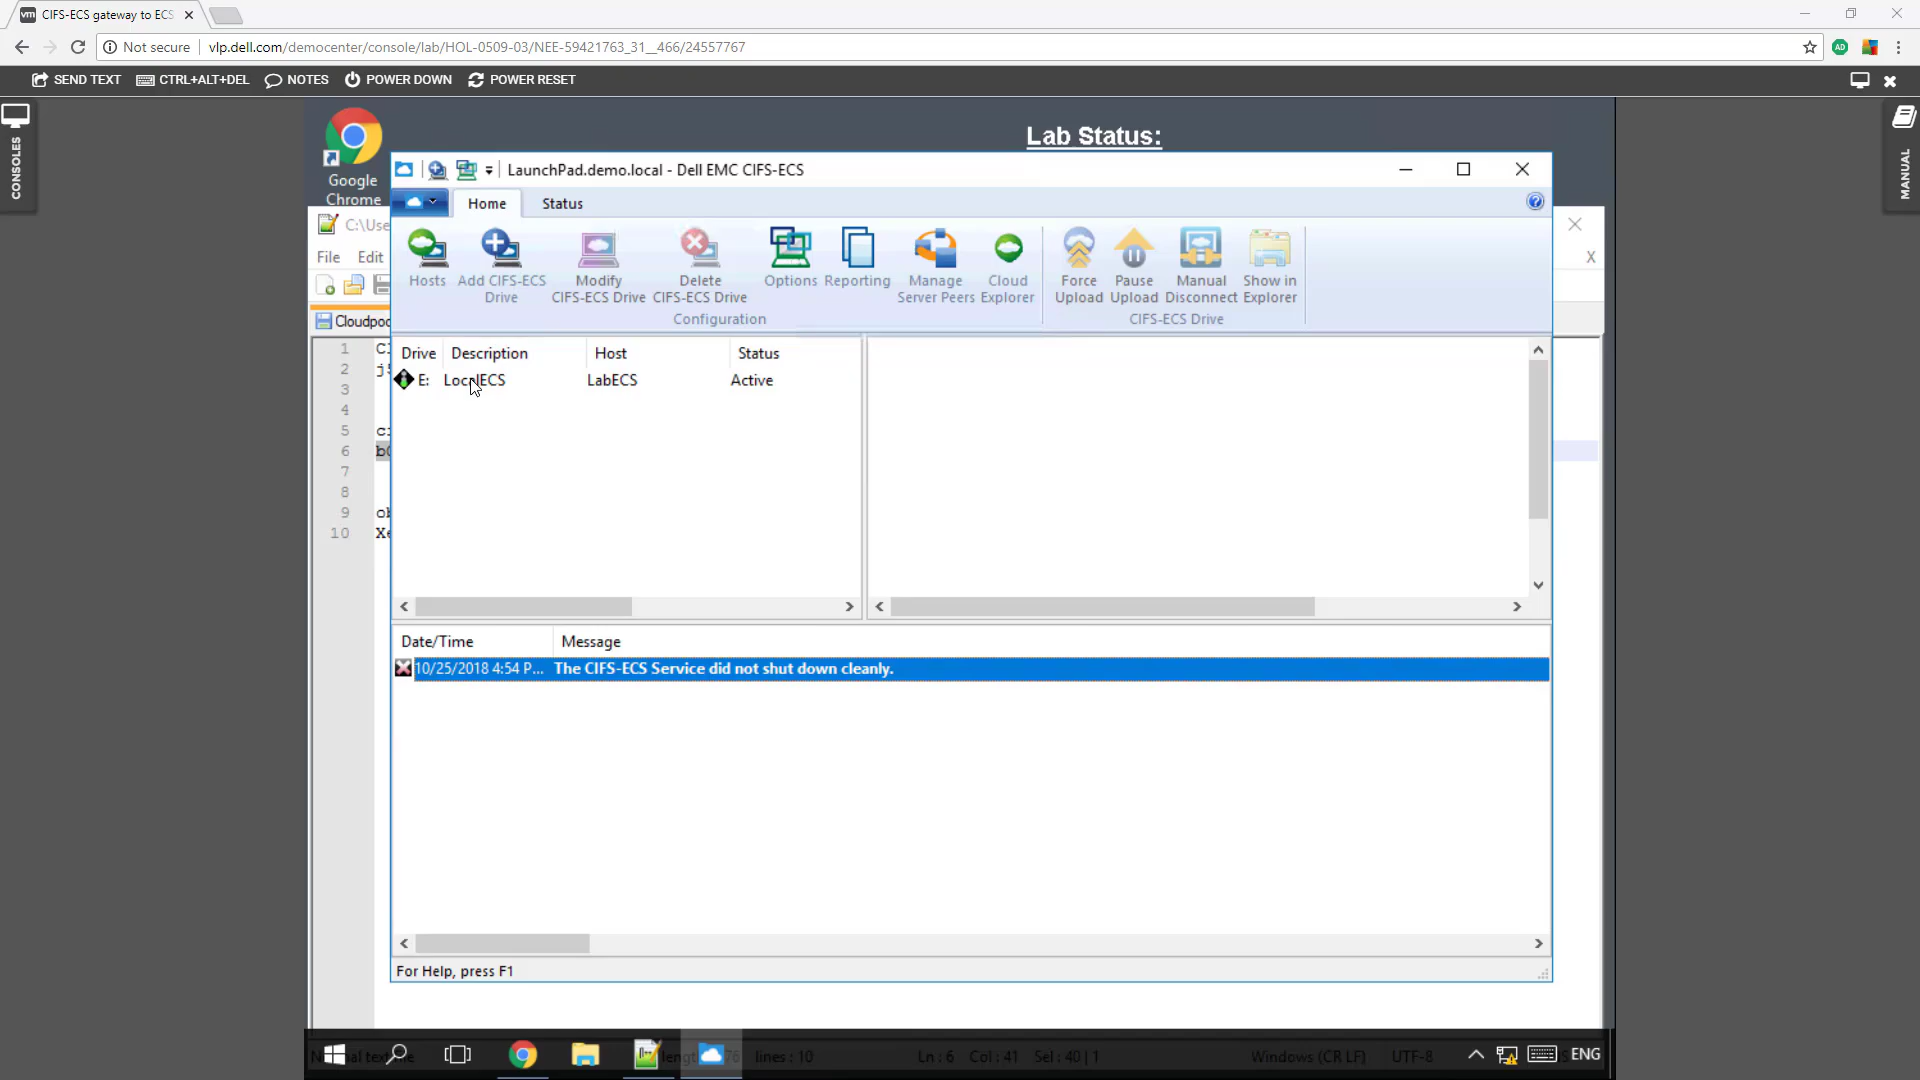 CIFS-ECS gateway to ECS
Not secure
vlp.dell.com/democenter/console/lab/HOL-0509-03/NEE-59421763_31__466/24557767
SEND TEXT CTRL+ALT+DEL NOTES POWER DOWN POWER RESET
CONSOLES
MANUAL
Google
Chrome
Lab Status:
LaunchPad.demo.local - Dell EMC CIFS-ECS
Home Status
C:\Use
File Edit
Hosts
Add CIFS-ECS
Drive
Modify
CIFS-ECS Drive
Delete
CIFS-ECS Drive
Options
Reporting
Manage
Server Peers
Cloud
Explorer
Configuration
Force
Upload
Pause
Upload
Manual
Disconnect
Show in
Explorer
CIFS-ECS Drive
X
Drive Description Host Status
E: LocalECS LabECS Active
1
2
3
4
5
6
7
8
9
10
Date/Time Message
10/25/2018 4:54 P... The CIFS-ECS Service did not shut down cleanly.
For Help, press F1
lines : 10 Ln : 6 Col : 41 Sel : 40 | 1 Windows (CR LF) UTF-8
ENG